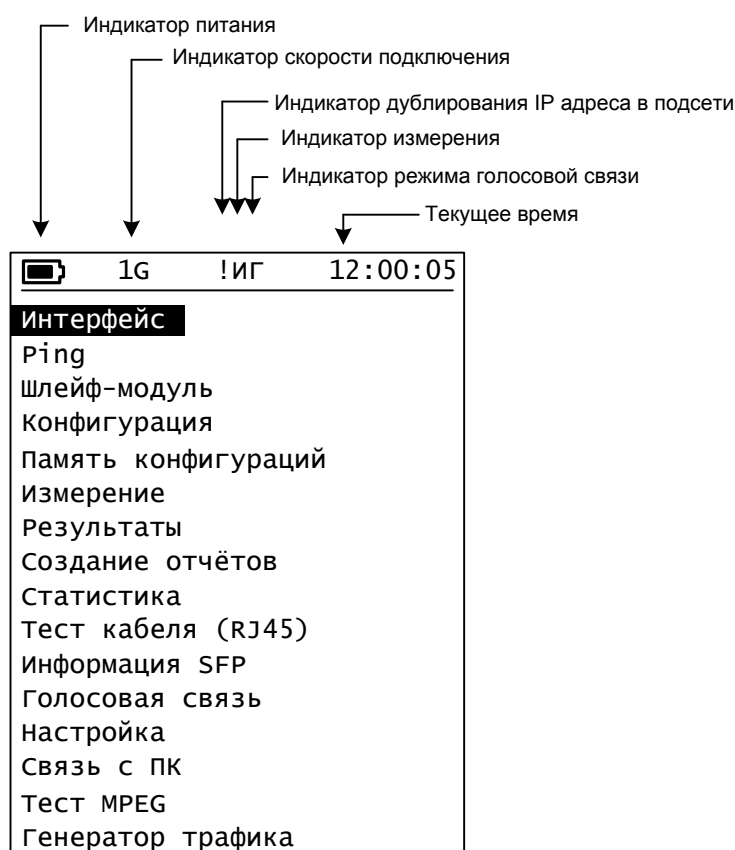 Индикатор питания
Индикатор скорости подключения
Индикатор дублирования IP адреса в подсети
Индикатор измерения
Индикатор режима голосовой связи
Текущее время
1G !ИГ 12:00:05
Интерфейс
Ping
Шлейф-модуль
Конфигурация
Память конфигураций
Измерение
Результаты
Создание отчётов
Статистика
Тест кабеля (RJ45)
Информация SFP
Голосовая связь
Настройка
Связь с ПК
Тест MPEG
Генератор трафика